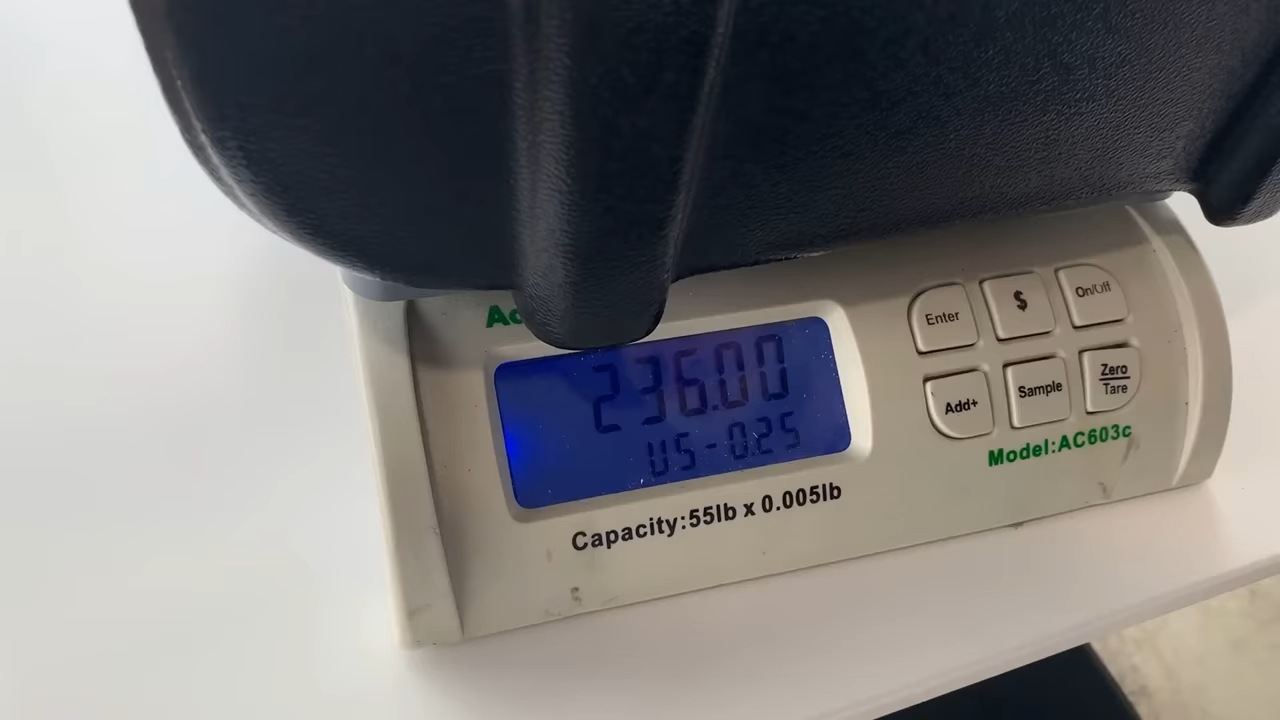 236.00
US-0.25
Enter
$
On/Off
Add+
Sample
Zero
Tare
Model:AC603c
Capacity:55lb x 0.005lb